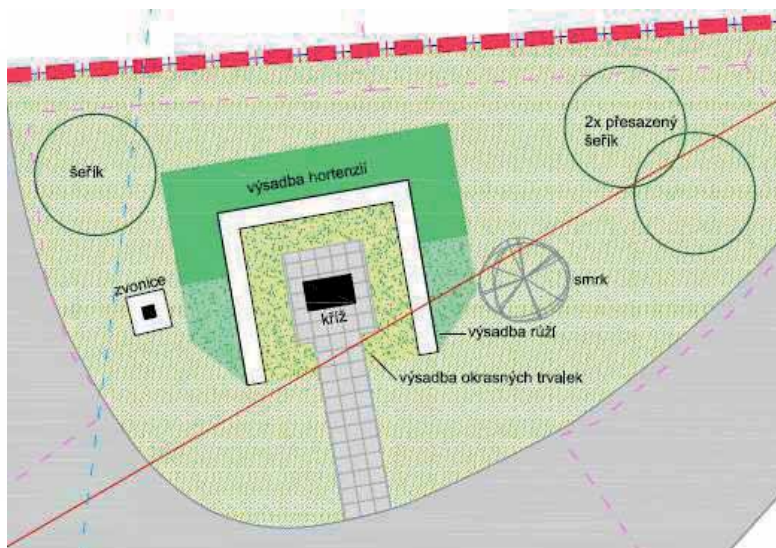 2x přesazený
šeřík
šeřík
výsadba hortenzií
zvonice
smrk
kříž
výsadba růží
výsadba okrasných trvalek